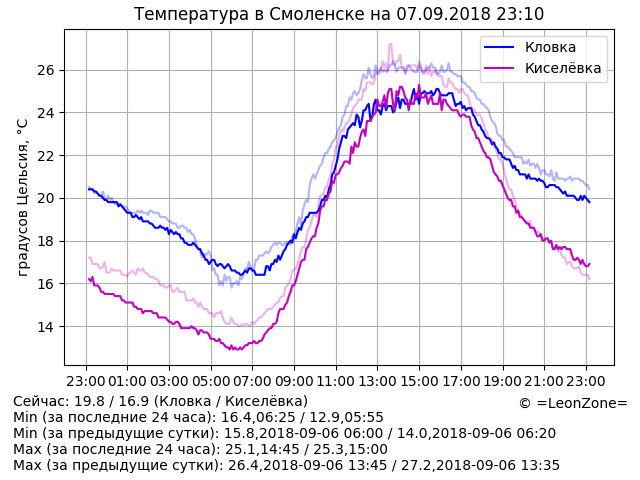 Температура в Смоленске на 07.09.2018 23:10
Кловка
Киселёвка
градусов Цельсия, °C
26
24
22
20
18
16
14
23:00 01:00 03:00 05:00 07:00 09:00 11:00 13:00 15:00 17:00 19:00 21:00 23:00
Сейчас: 19.8 / 16.9 (Кловка / Киселёвка)
© =LeonZone=
Min (за последние 24 часа): 16.4,06:25 / 12.9,05:55
Min (за предыдущие сутки): 15.8,2018-09-06 06:00 / 14.0,2018-09-06 06:20
Max (за последние 24 часа): 25.1,14:45 / 25.3,15:00
Max (за предыдущие сутки): 26.4,2018-09-06 13:45 / 27.2,2018-09-06 13:35